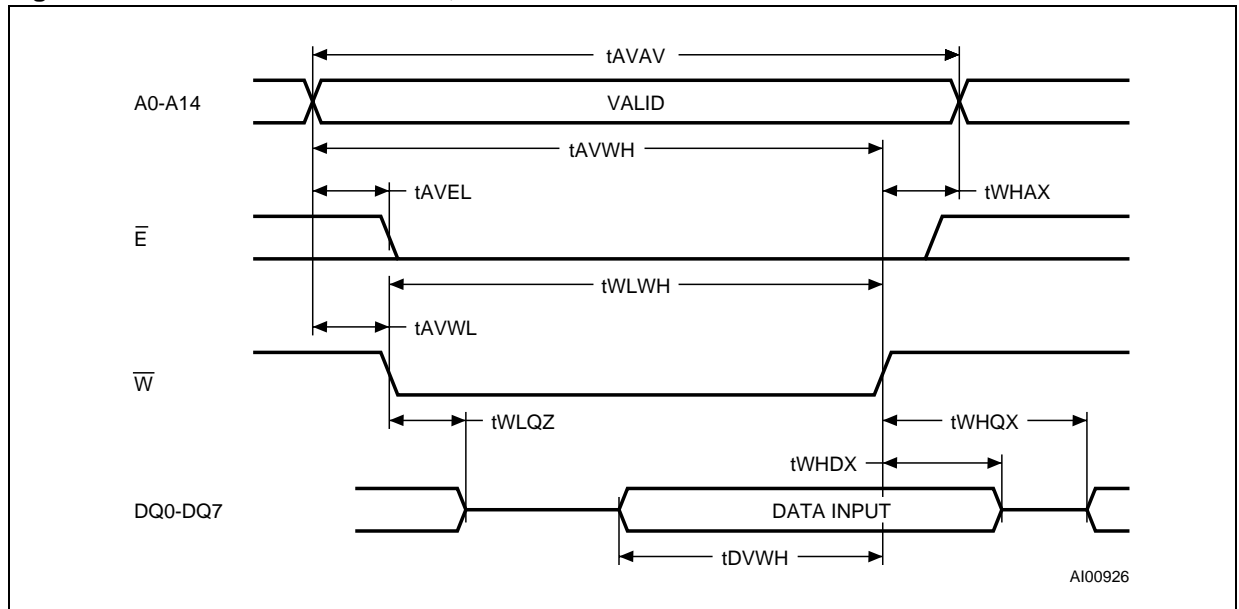 tAVAV
A0-A14
VALID
tAVWH
tAVEL
tWHAX
E̅
tWLWH
tAVWL
W̅
tWLQZ
tWHQX
tWHDX
DQ0-DQ7
DATA INPUT
tDVWH
AI00926